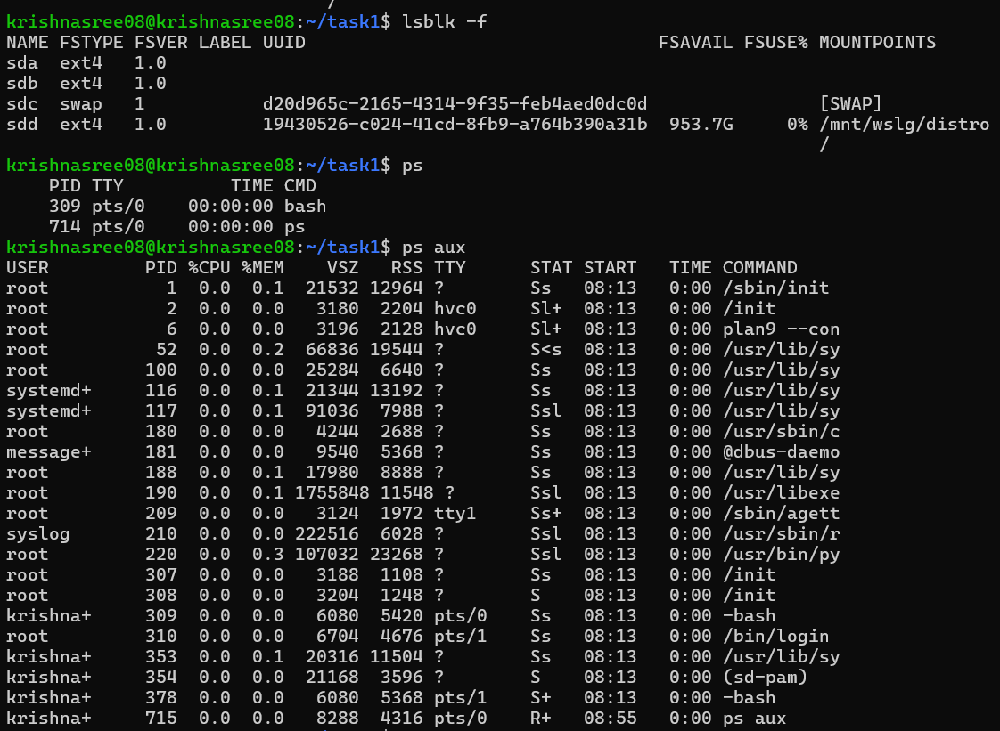 /
krishnasree08@krishnasree08:~/task1$ lsblk -f
NAME FSTYPE FSVER LABEL UUID                                 FSAVAIL FSUSE% MOUNTPOINTS
sda  ext4   1.0
sdb  ext4   1.0
sdc  swap   1           d20d965c-2165-4314-9f35-feb4aed0dc0d                [SWAP]
sdd  ext4   1.0         19430526-c024-41cd-8fb9-a764b390a31b  953.7G     0% /mnt/wslg/distro
/
krishnasree08@krishnasree08:~/task1$ ps
    PID TTY          TIME CMD
    309 pts/0    00:00:00 bash
    714 pts/0    00:00:00 ps
krishnasree08@krishnasree08:~/task1$ ps aux
USER         PID %CPU %MEM    VSZ   RSS TTY      STAT START   TIME COMMAND
root           1  0.0  0.1  21532 12964 ?        Ss   08:13   0:00 /sbin/init
root           2  0.0  0.0   3180  2204 hvc0     Sl+  08:13   0:00 /init
root           6  0.0  0.0   3196  2128 hvc0     Sl+  08:13   0:00 plan9 --con
root          52  0.0  0.2  66836 19544 ?        S<s  08:13   0:00 /usr/lib/sy
root         100  0.0  0.0  25284  6640 ?        Ss   08:13   0:00 /usr/lib/sy
systemd+     116  0.0  0.1  21344 13192 ?        Ss   08:13   0:00 /usr/lib/sy
systemd+     117  0.0  0.1  91036  7988 ?        Ssl  08:13   0:00 /usr/lib/sy
root         180  0.0  0.0   4244  2688 ?        Ss   08:13   0:00 /usr/sbin/c
message+     181  0.0  0.0   9540  5368 ?        Ss   08:13   0:00 @dbus-daemo
root         188  0.0  0.1  17980  8888 ?        Ss   08:13   0:00 /usr/lib/sy
root         190  0.0  0.1 1755848 11548 ?       Ssl  08:13   0:00 /usr/libexe
root         209  0.0  0.0   3124  1972 tty1     Ss+  08:13   0:00 /sbin/agett
syslog       210  0.0  0.0 222516  6028 ?        Ssl  08:13   0:00 /usr/sbin/r
root         220  0.0  0.3 107032 23268 ?        Ssl  08:13   0:00 /usr/bin/py
root         307  0.0  0.0   3188  1108 ?        Ss   08:13   0:00 /init
root         308  0.0  0.0   3204  1248 ?        S    08:13   0:00 /init
krishna+     309  0.0  0.0   6080  5420 pts/0    Ss   08:13   0:00 -bash
root         310  0.0  0.0   6704  4676 pts/1    Ss   08:13   0:00 /bin/login
krishna+     353  0.0  0.1  20316 11504 ?        Ss   08:13   0:00 /usr/lib/sy
krishna+     354  0.0  0.0  21168  3596 ?        S    08:13   0:00 (sd-pam)
krishna+     378  0.0  0.0   6080  5368 pts/1    S+   08:13   0:00 -bash
krishna+     715  0.0  0.0   8288  4316 pts/0    R+   08:55   0:00 ps aux